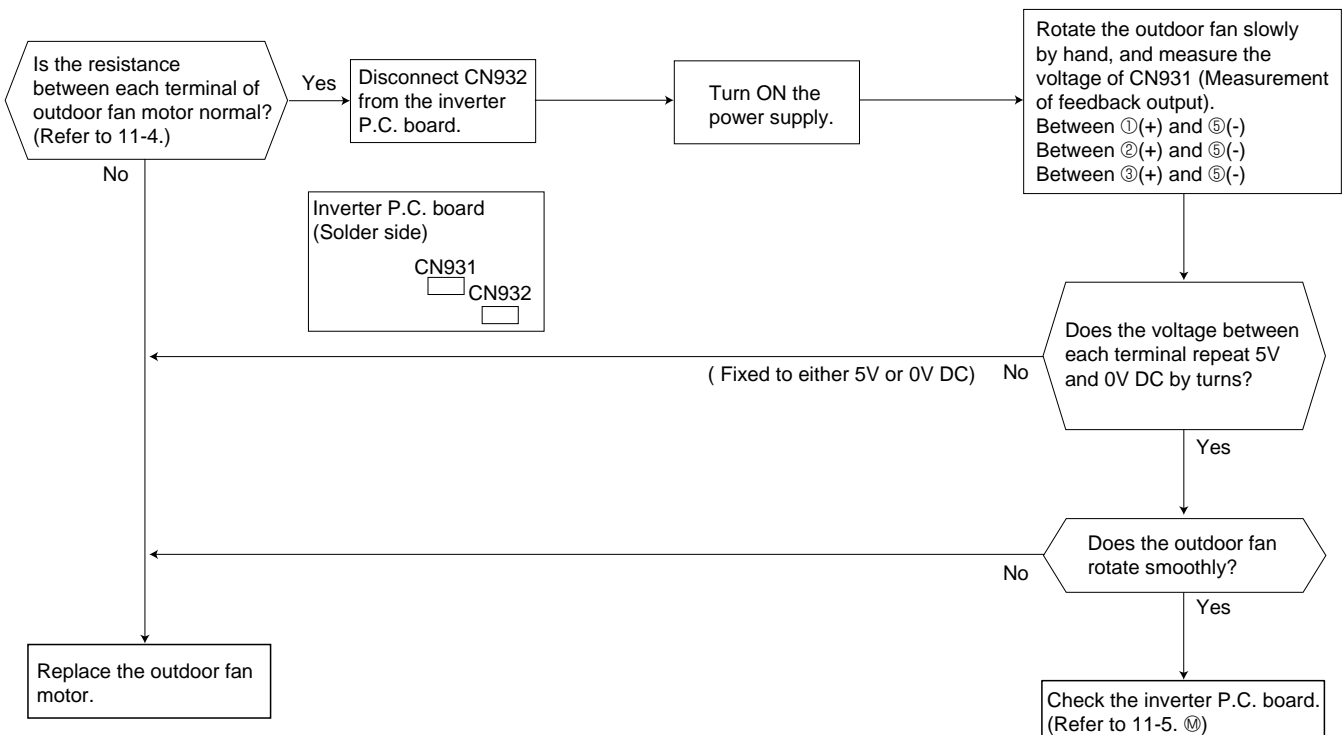 Is the resistance
between each terminal of
outdoor fan motor normal?
(Refer to 11-4.)
Yes
No
Disconnect CN932
from the inverter
P.C. board.
Turn ON the
power supply.
Rotate the outdoor fan slowly
by hand, and measure the
voltage of CN931 (Measurement
of feedback output).
Between ①(+) and ⑤(-)
Between ②(+) and ⑤(-)
Between ③(+) and ⑤(-)
Inverter P.C. board
(Solder side)
CN931
CN932
Does the voltage between
each terminal repeat 5V
and 0V DC by turns?
( Fixed to either 5V or 0V DC) No
Yes
Does the outdoor fan
rotate smoothly?
No
Yes
Replace the outdoor fan
motor.
Check the inverter P.C. board.
(Refer to 11-5. Ⓜ)